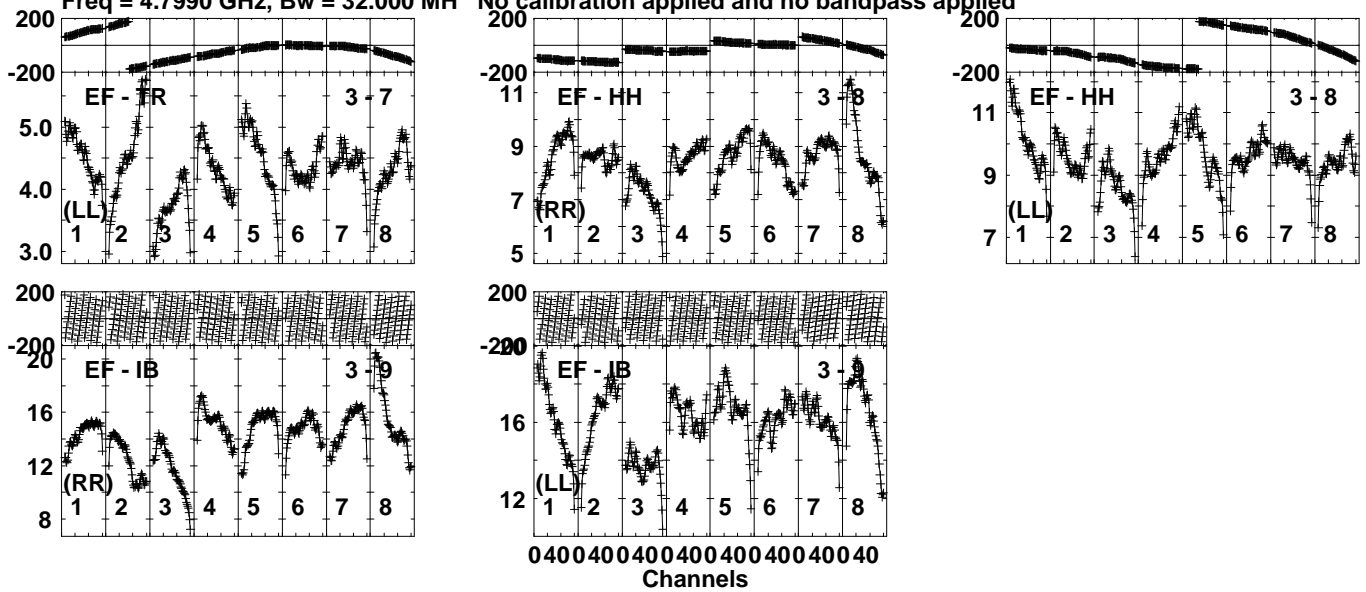 Freq = 4.7990 GHz, Bw = 32.000 MH No calibration applied and no bandpass applied
200
-200
EF - TR 3 - 7
5.0
4.0
3.0
(LL)
1 2 3 4 5 6 7 8
EF - HH 3 - 8
11
9
7
5
(RR)
1 2 3 4 5 6 7 8
200
-200
EF - HH 3 - 8
11
9
7
(LL)
1 2 3 4 5 6 7 8
200
-200
EF - IB 3 - 9
20
16
12
8
(RR)
1 2 3 4 5 6 7 8
-200
EF - IB 3 - 9
20
16
12
(LL)
1 2 3 4 5 6 7 8
0 40 0 40 0 40 0 40 0 40 0 40 0 40 0 40
Channels